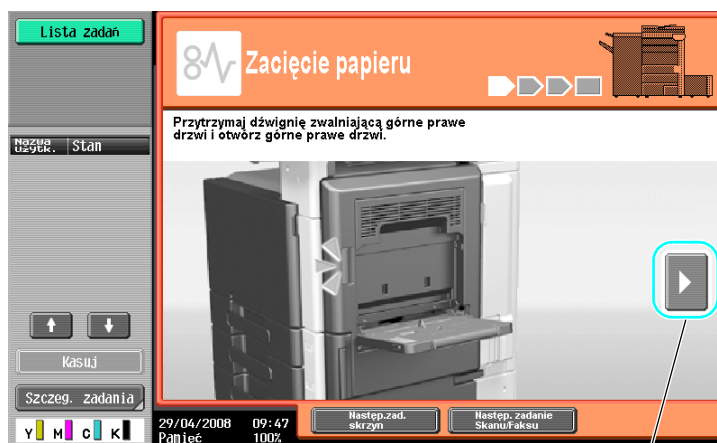 Lista zadań
Zacięcie papieru
Przytrzymaj dźwignię zwalniającą górne prawe
drzwi i otwórz górne prawe drzwi.
Nazwa
użytk.
Stan
Kasuj
Szczeg. zadania
Y M C K
29/04/2008 09:47
Pamięć 100%
Następ.zad.
skrzyn
Następ. zadanie
Skanu/Faksu